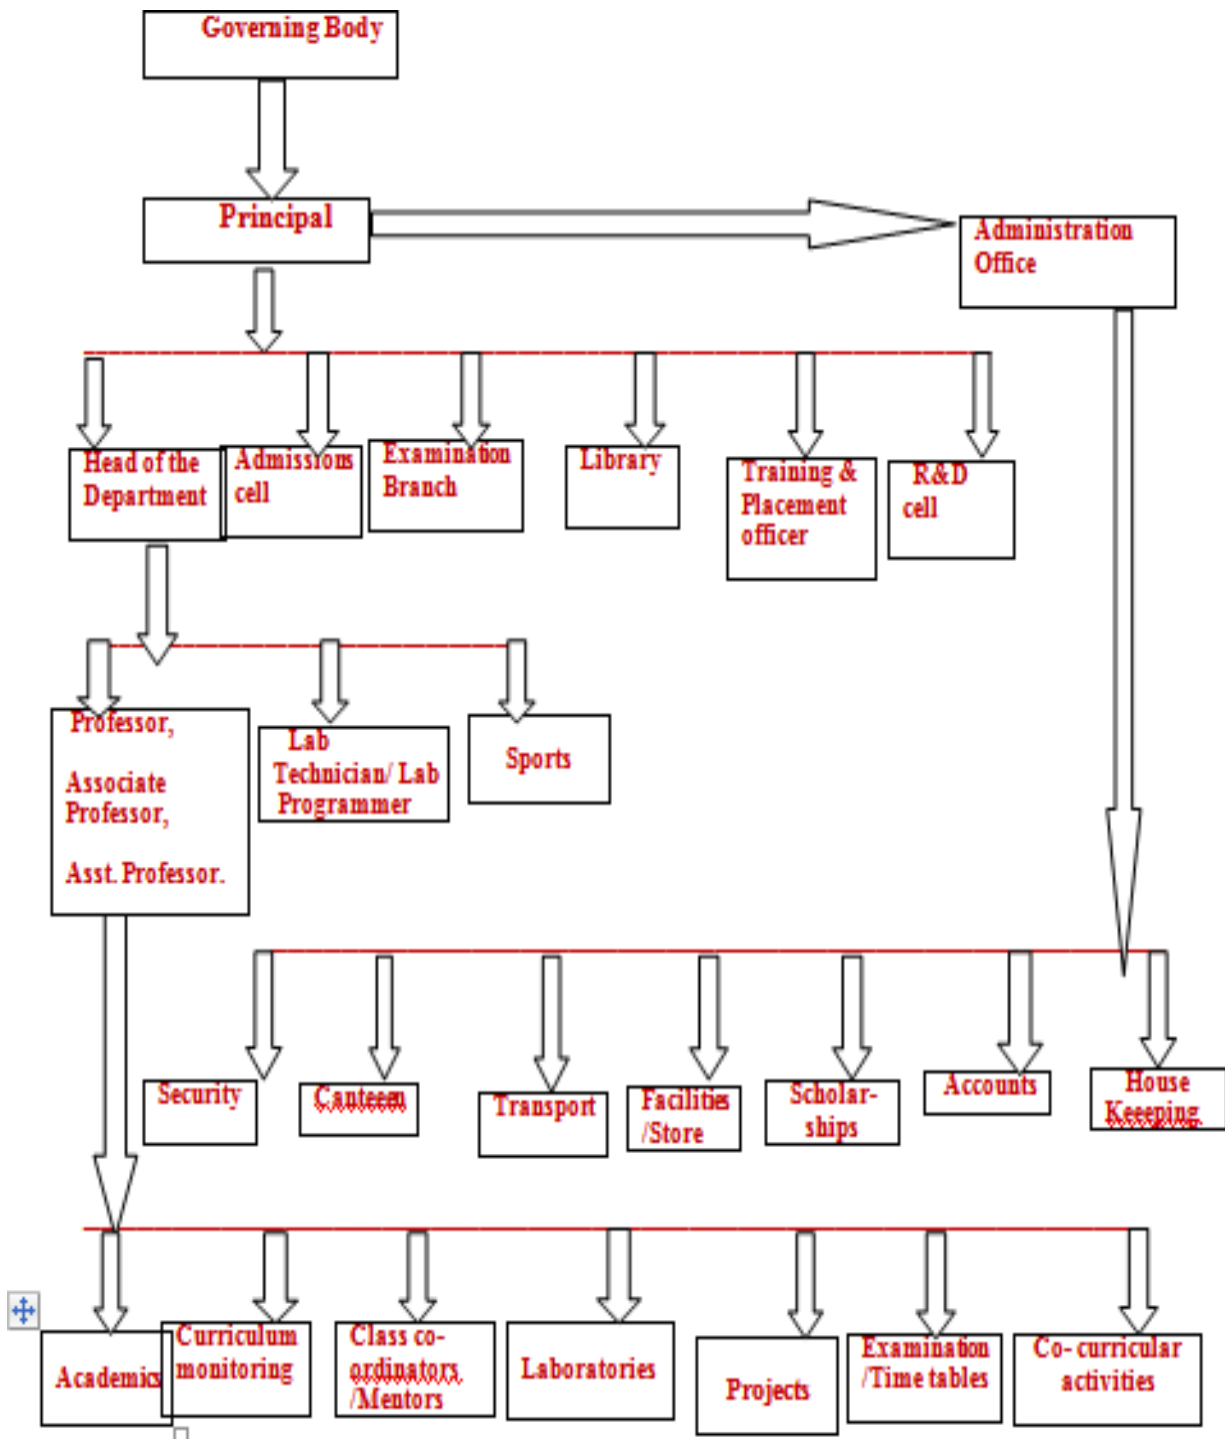 Governing Body
Principal
Administration
Office
Head of the
Department
Admissions
cell
Examination
Branch
Library
Training &
Placement
officer
R&D
cell
Professor,
Associate
Professor,
Asst. Professor.
Lab
Technician/ Lab
Programmer
Sports
Security
Canteeen
Transport
Facilities
/Store
Scholar-
ships
Accounts
House
Keeeping
Academics
Curriculum
monitoring
Class co-
ordinators
/Mentors
Laboratories
Projects
Examination
/Time tables
Co- curricular
activities